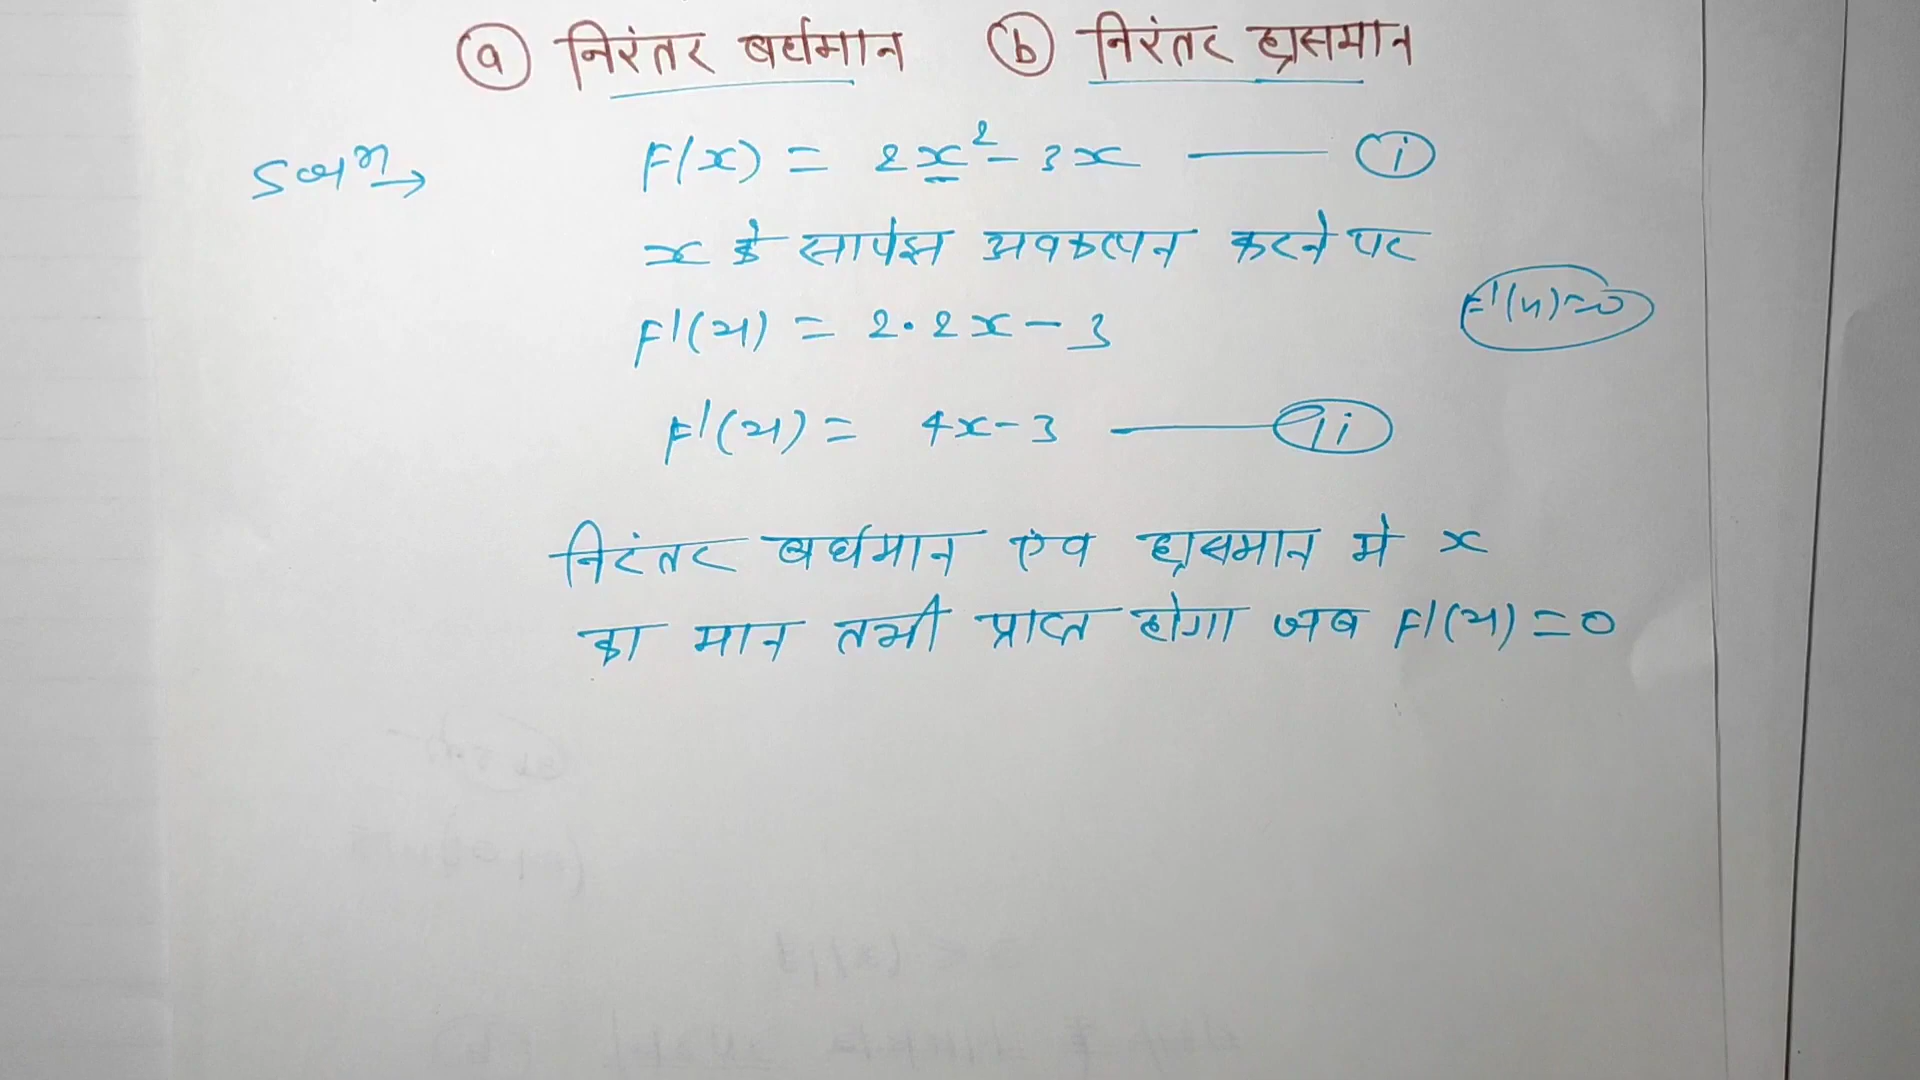 (a) निरंतर बर्धमान (b) निरंतर ह्रासमान
Solⁿ→ F(x) = 2x² - 3x —— (i)
x के सापेक्ष अवकलन करने पर
F'(x)=0
F'(x) = 2·2x - 3
F'(x) = 4x-3 —— (ii)
निरंतर बर्धमान एंव ह्रासमान मे x
का मान तभी प्राप्त होगा जब F'(x) = 0